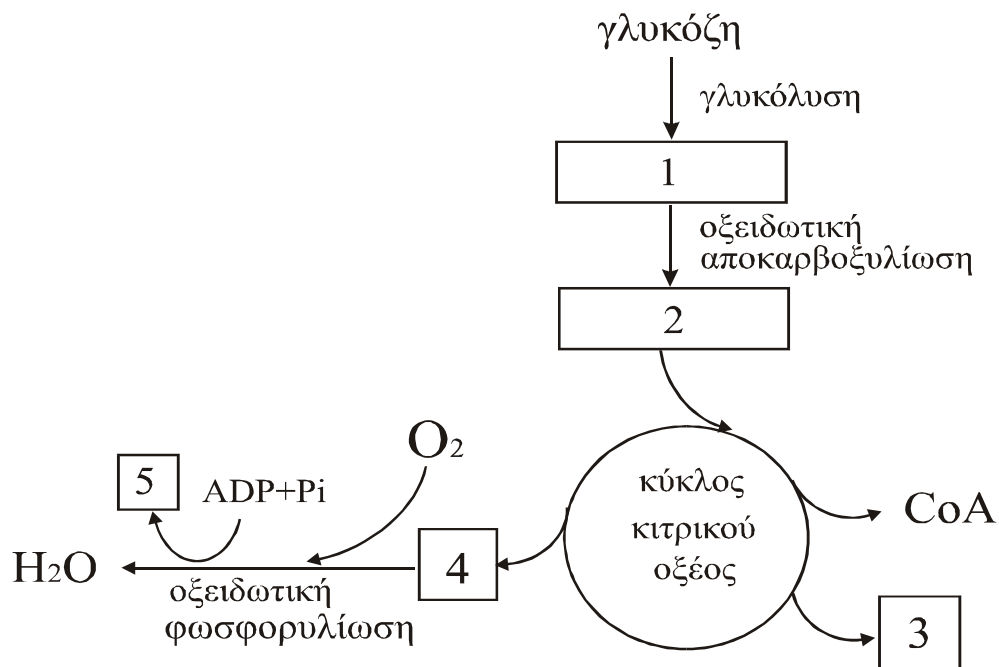 γλυκόζη
γλυκόλυση
1
οξειδωτική
αποκαρβοξυλίωση
2
κύκλος
κιτρικού
οξέος
CoA
3
4
O₂
ADP+Pi
5
H₂O
οξειδωτική
φωσφορυλίωση